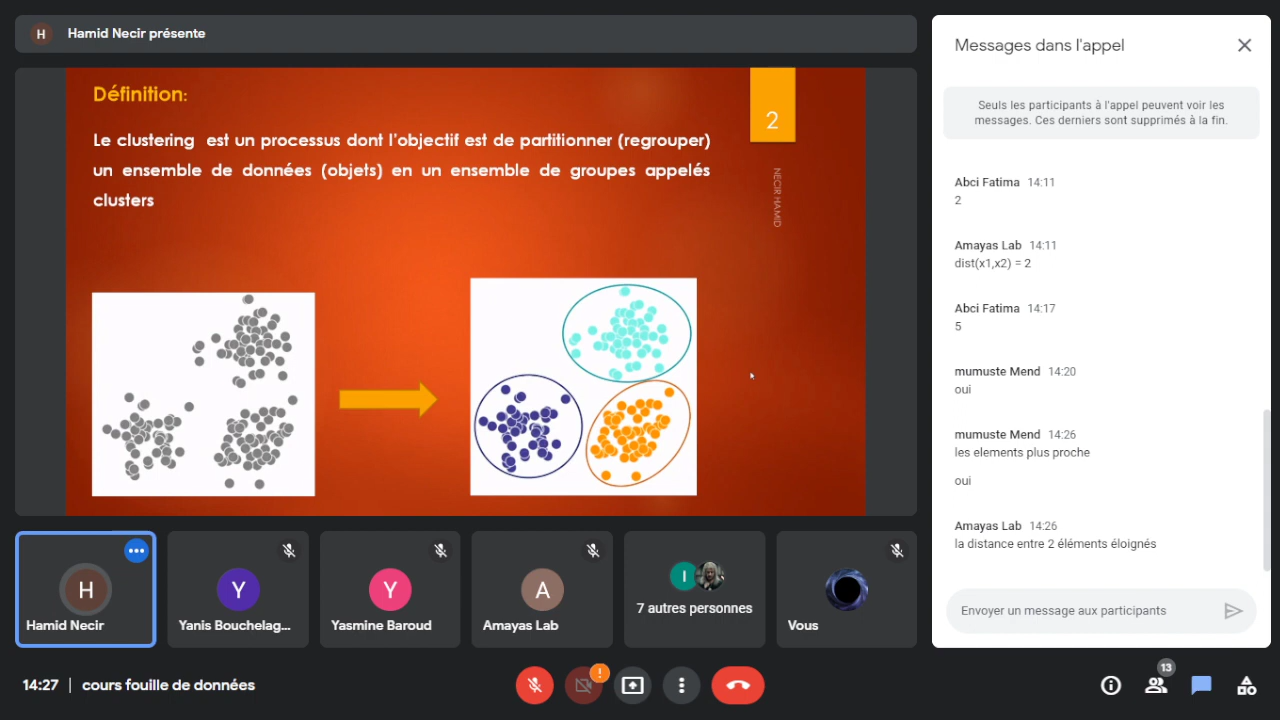 H
Hamid Necir présente
Définition:
Le clustering est un processus dont l'objectif est de partitionner (regrouper)
un ensemble de données (objets) en un ensemble de groupes appelés
clusters
2
NECIR HAMID
H
Hamid Necir
Y
Yanis Bouchelag...
Y
Yasmine Baroud
A
Amayas Lab
I
7 autres personnes
Vous
14:27 | cours fouille de données
!
13
Messages dans l'appel
Seuls les participants à l'appel peuvent voir les
messages. Ces derniers sont supprimés à la fin.
Abci Fatima 14:11
2
Amayas Lab 14:11
dist(x1,x2) = 2
Abci Fatima 14:17
5
mumuste Mend 14:20
oui
mumuste Mend 14:26
les elements plus proche
oui
Amayas Lab 14:26
la distance entre 2 éléments éloignés
Envoyer un message aux participants